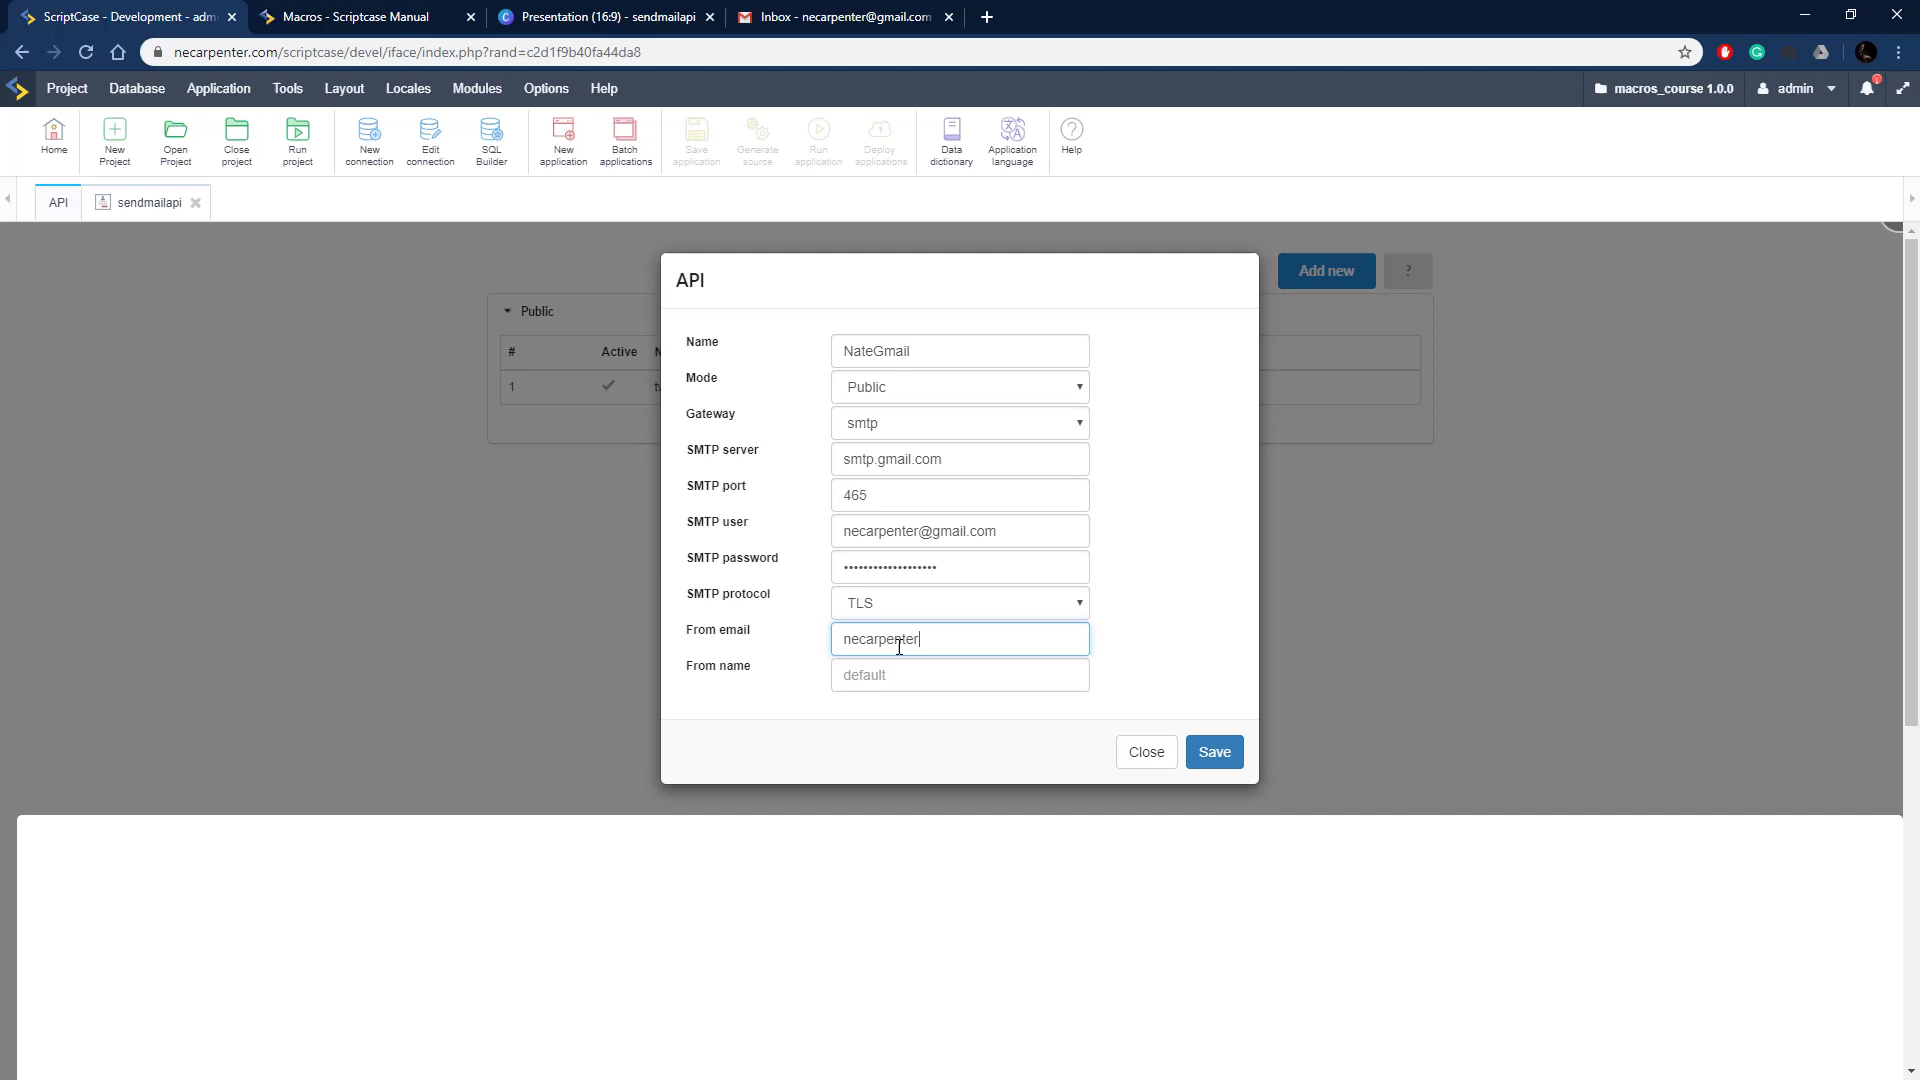 ScriptCase - Development - admi
Macros - Scriptcase Manual
Presentation (16:9) - sendmailapi
Inbox - necarpenter@gmail.com
necarpenter.com/scriptcase/devel/iface/index.php?rand=c2d1f9b40fa44da8
Project Database Application Tools Layout Locales Modules Options Help
macros_course 1.0.0 admin
Home
New
Project
Open
Project
Close
project
Run
project
New
connection
Edit
connection
SQL
Builder
New
application
Batch
applications
Save
application
Generate
source
Run
application
Deploy
applications
Data
dictionary
Application
language
Help
API
sendmailapi
Add new
?
Public
# Active N
1
API
Name NateGmail
Mode Public
Gateway smtp
SMTP server smtp.gmail.com
SMTP port 465
SMTP user necarpenter@gmail.com
SMTP password •••••••••••••••••••
SMTP protocol TLS
From email necarpenter
From name default
Close Save